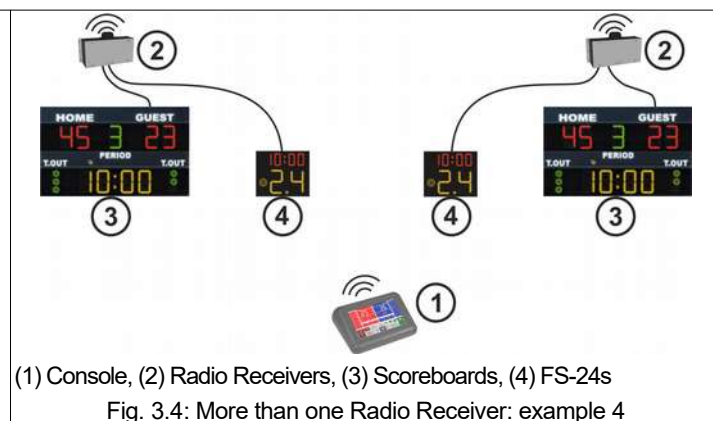 2
2
HOME GUEST
45 3 23
T.OUT PERIOD T.OUT
10:00
3
10:00
2.4
4
10:00
2.4
4
HOME GUEST
45 3 23
T.OUT PERIOD T.OUT
10:00
3
1
(1) Console, (2) Radio Receivers, (3) Scoreboards, (4) FS-24s
Fig. 3.4: More than one Radio Receiver: example 4